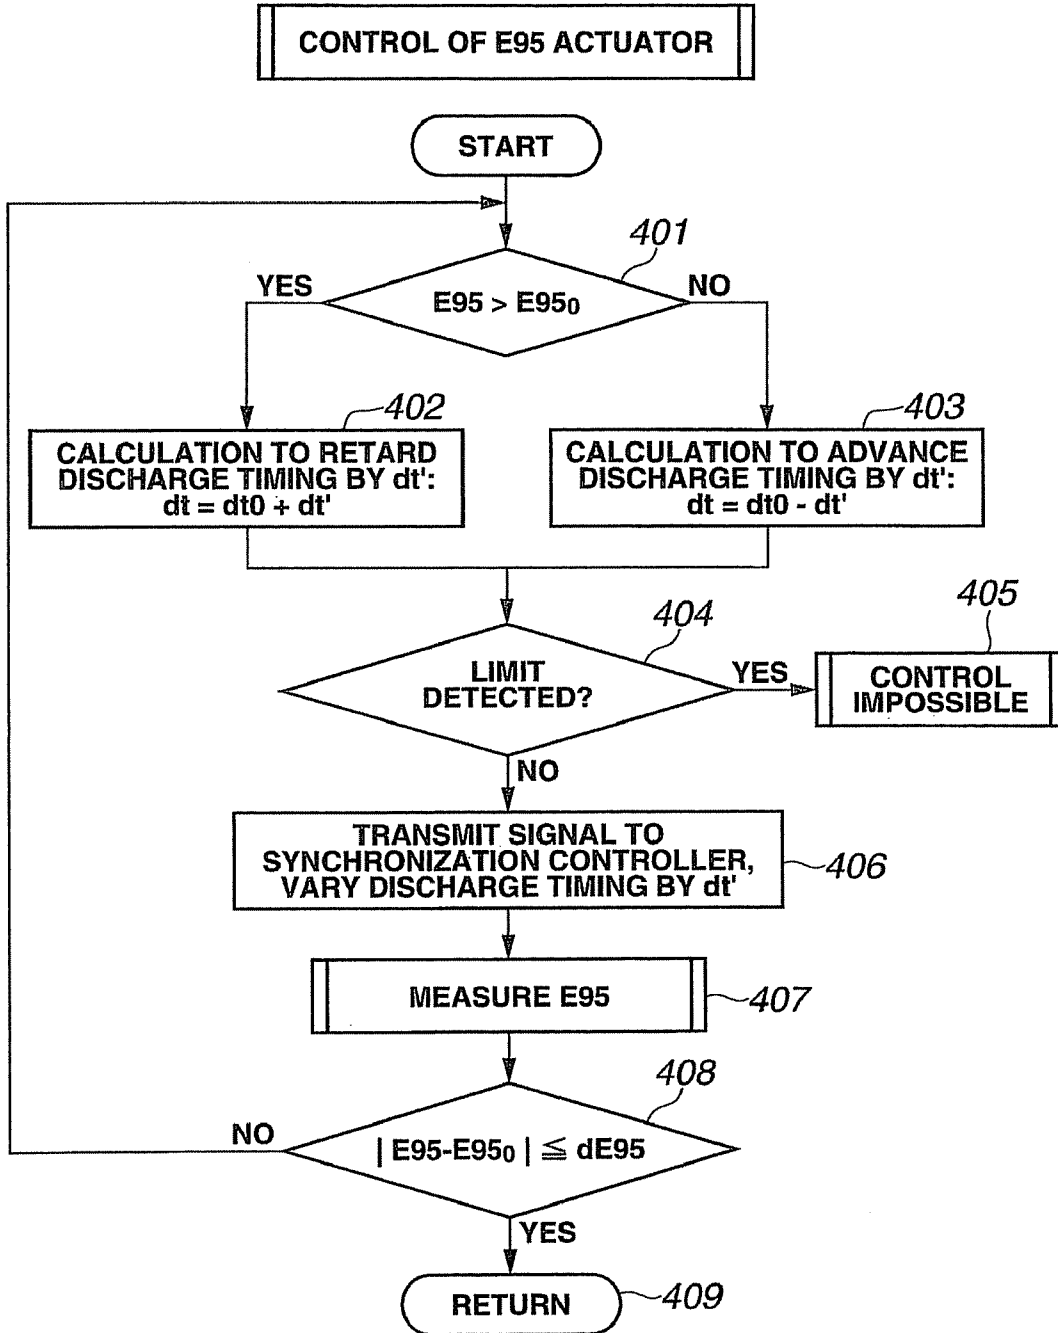 CONTROL OF E95 ACTUATOR
START
401
YES
NO
E95 > E95₀
402
403
CALCULATION TO RETARD
DISCHARGE TIMING BY dt':
dt = dt0 + dt'
CALCULATION TO ADVANCE
DISCHARGE TIMING BY dt':
dt = dt0 - dt'
404
405
LIMIT
DETECTED?
YES
CONTROL
IMPOSSIBLE
NO
TRANSMIT SIGNAL TO
SYNCHRONIZATION CONTROLLER,
VARY DISCHARGE TIMING BY dt'
406
MEASURE E95
407
408
NO
| E95-E95₀ | ≦ dE95
YES
RETURN
409